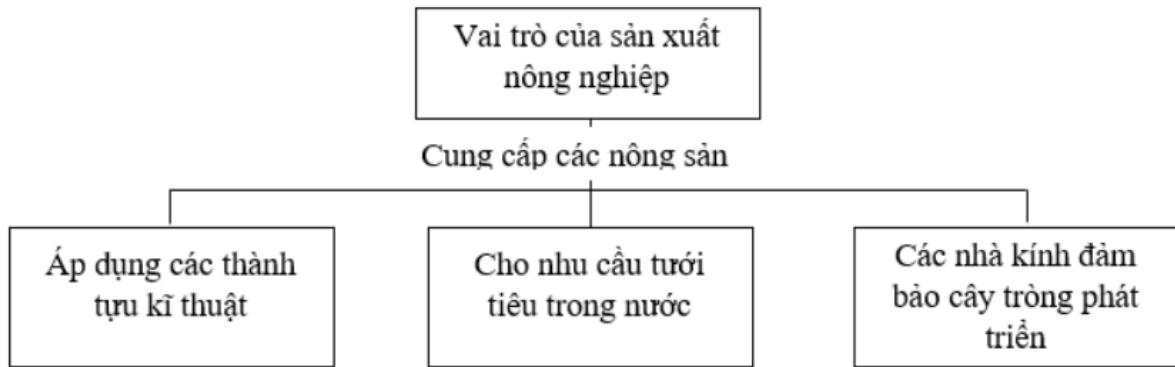 Vai trò của sản xuất
nông nghiệp
Cung cấp các nông sản
Áp dụng các thành
tựu kĩ thuật
Cho nhu cầu tưới
tiêu trong nước
Các nhà kính đảm
bảo cây tròng phát
triển